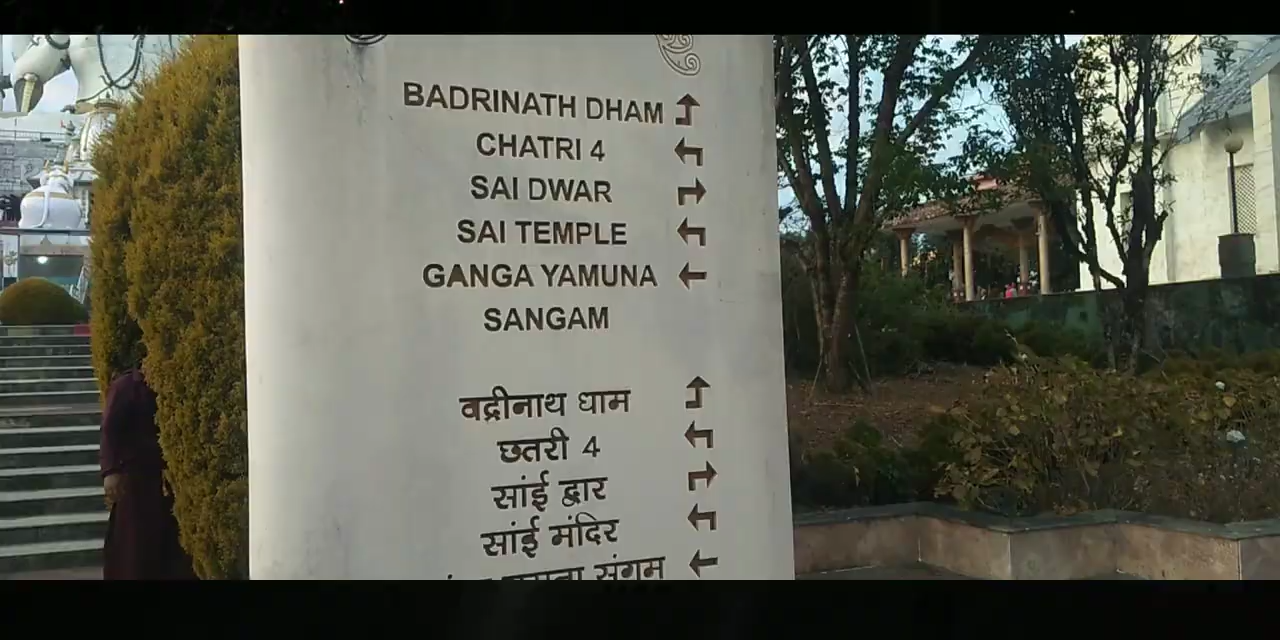 BADRINATH DHAM
CHATRI 4
SAI DWAR
SAI TEMPLE
GANGA YAMUNA
SANGAM
वद्रीनाथ धाम
छतरी 4
सांई द्वार
सांई मंदिर
संगम